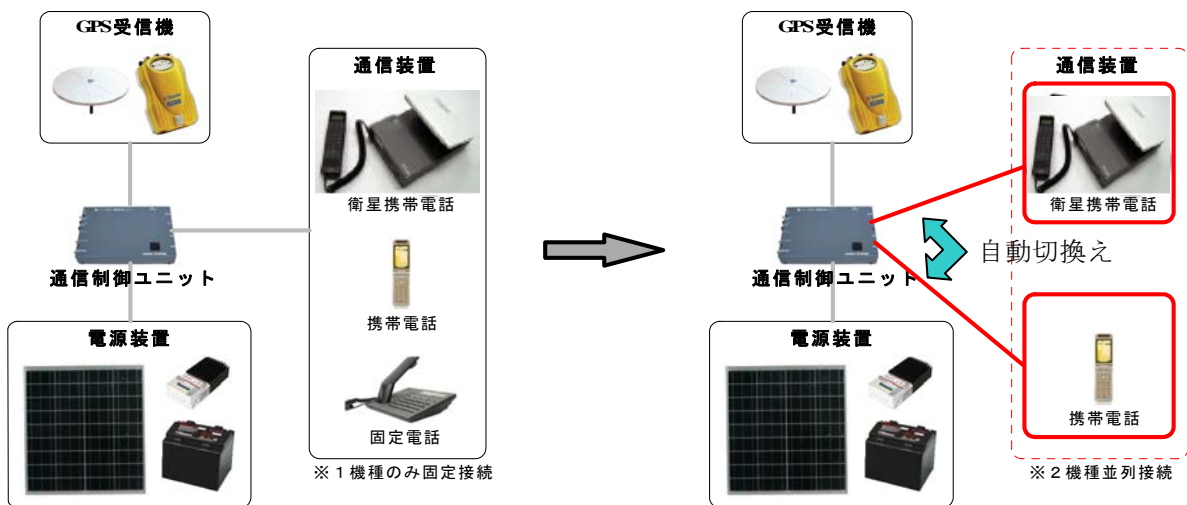 GPS受信機
通信装置
衛星携帯電話
通信制御ユニット
携帯電話
電源装置
固定電話
※1機種のみ固定接続
GPS受信機
通信装置
衛星携帯電話
自動切換え
通信制御ユニット
電源装置
携帯電話
※2機種並列接続